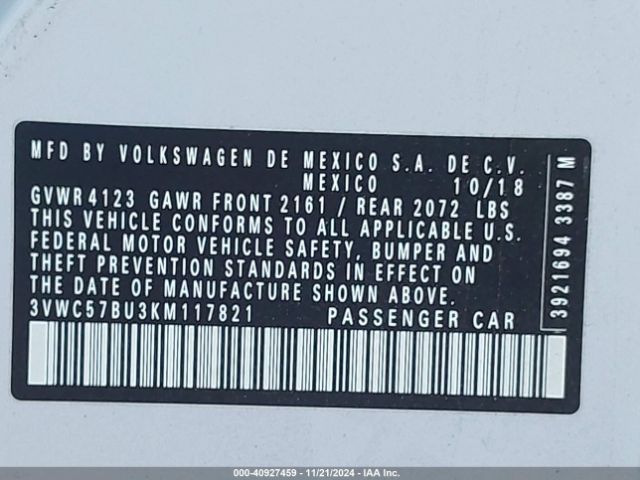 MFD BY VOLKSWAGEN DE MEXICO S.A. DE C.V.
MEXICO 10/18
GVWR 4123 GAWR FRONT 2161 / REAR 2072 LBS
THIS VEHICLE CONFORMS TO ALL APPLICABLE U.S.
FEDERAL MOTOR VEHICLE SAFETY, BUMPER AND
THEFT PREVENTION STANDARDS IN EFFECT ON
THE DATE OF MANUFACTURE SHOWN ABOVE.
3VWC57BU3KM117821 PASSENGER CAR
3921694 3387 M
000-40927459 - 11/21/2024 - IAA Inc.